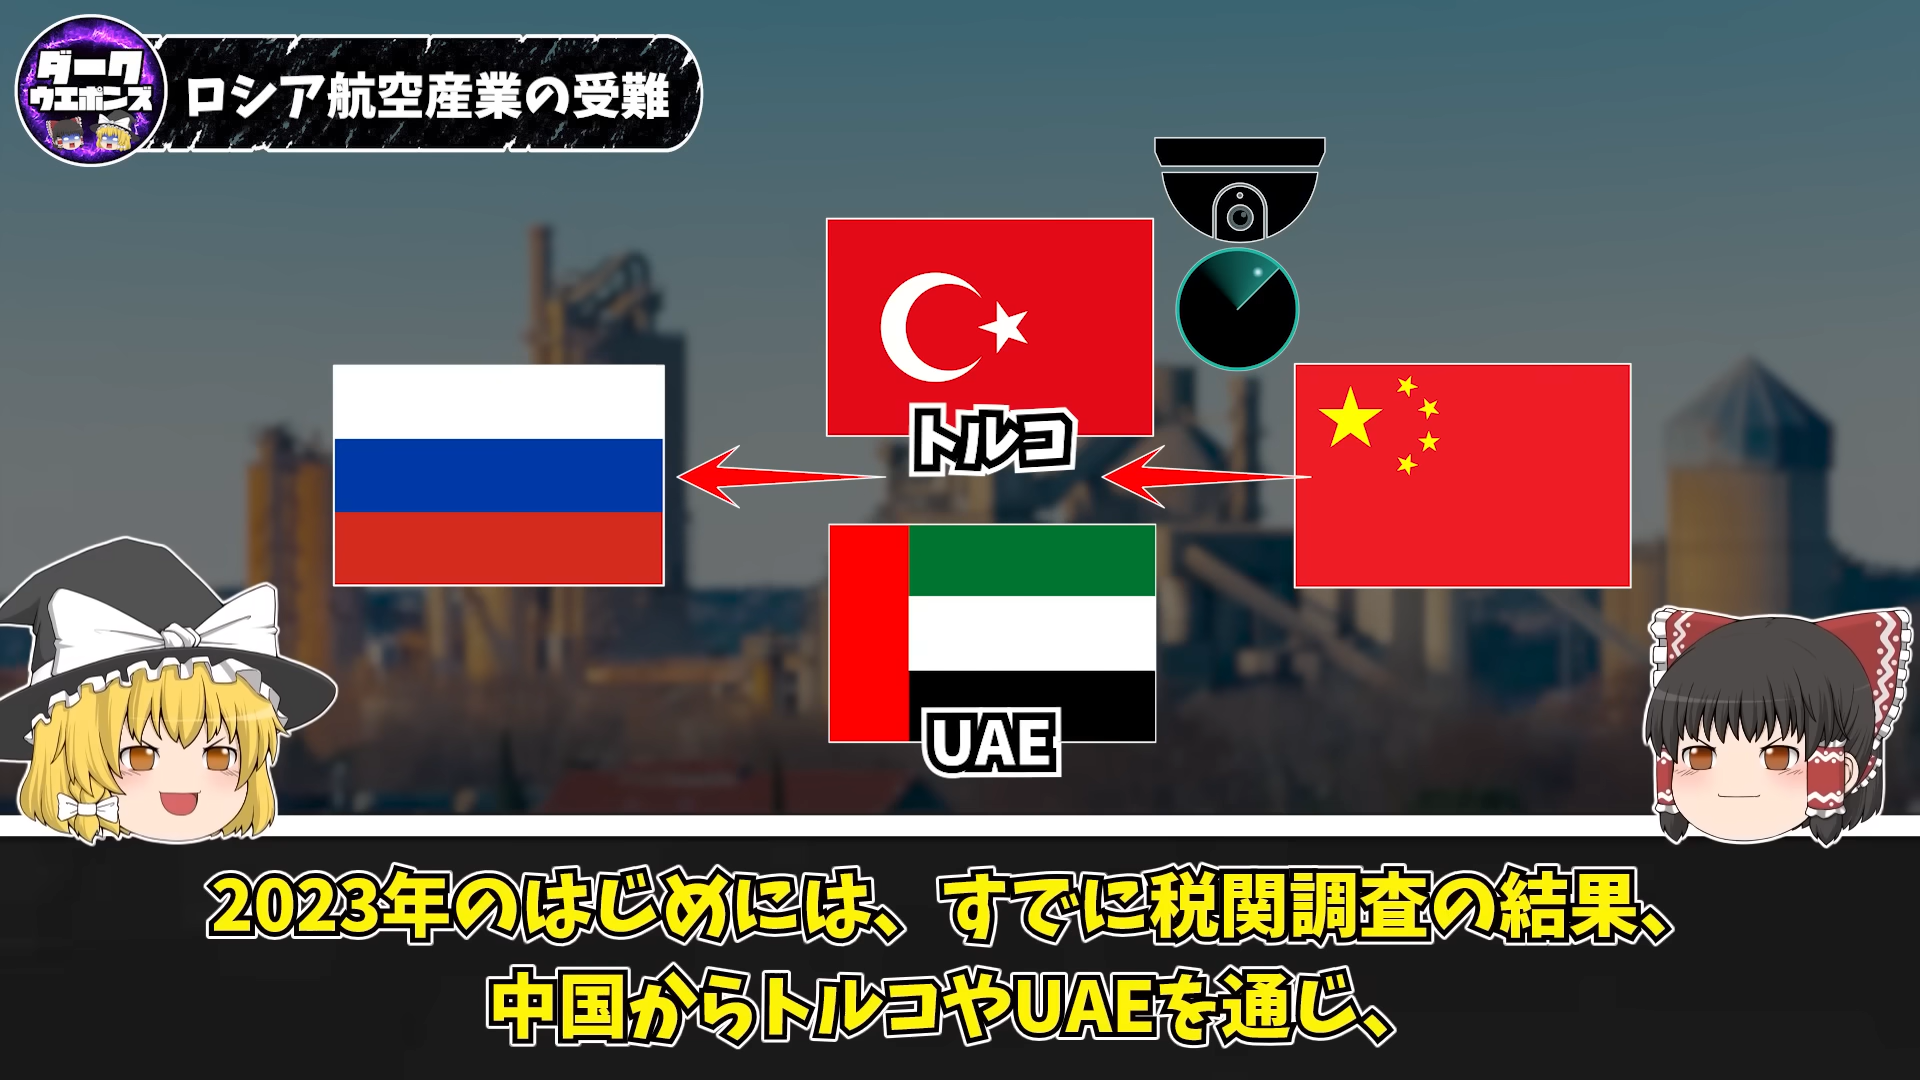 ダーク
ウエポンズ
ロシア航空産業の受難
トルコ
UAE
2023年のはじめには、すでに税関調査の結果、
中国からトルコやUAEを通じ、